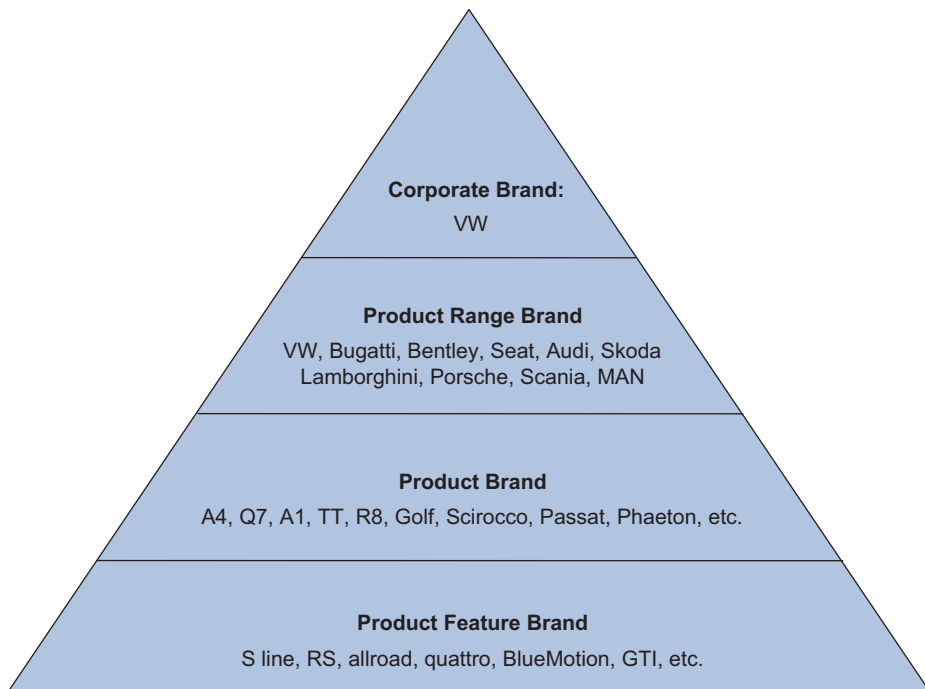 Corporate Brand:
VW
Product Range Brand
VW, Bugatti, Bentley, Seat, Audi, Skoda
Lamborghini, Porsche, Scania, MAN
Product Brand
A4, Q7, A1, TT, R8, Golf, Scirocco, Passat, Phaeton, etc.
Product Feature Brand
S line, RS, allroad, quattro, BlueMotion, GTI, etc.